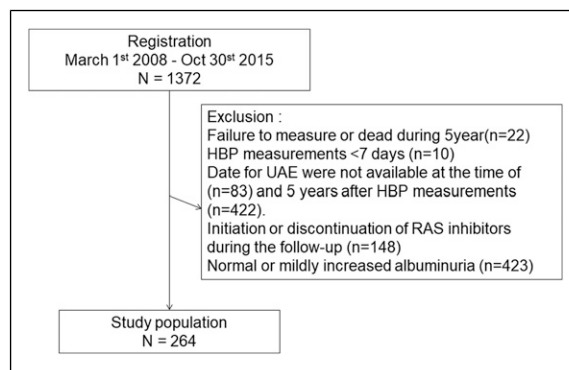 Registration
March 1st 2008 - Oct 30st 2015
N = 1372
Exclusion :
Failure to measure or dead during 5year(n=22)
HBP measurements <7 days (n=10)
Date for UAE were not available at the time of
(n=83) and 5 years after HBP measurements
(n=422).
Initiation or discontinuation of RAS inhibitors
during the follow-up (n=148)
Normal or mildly increased albuminuria (n=423)
Study population
N = 264